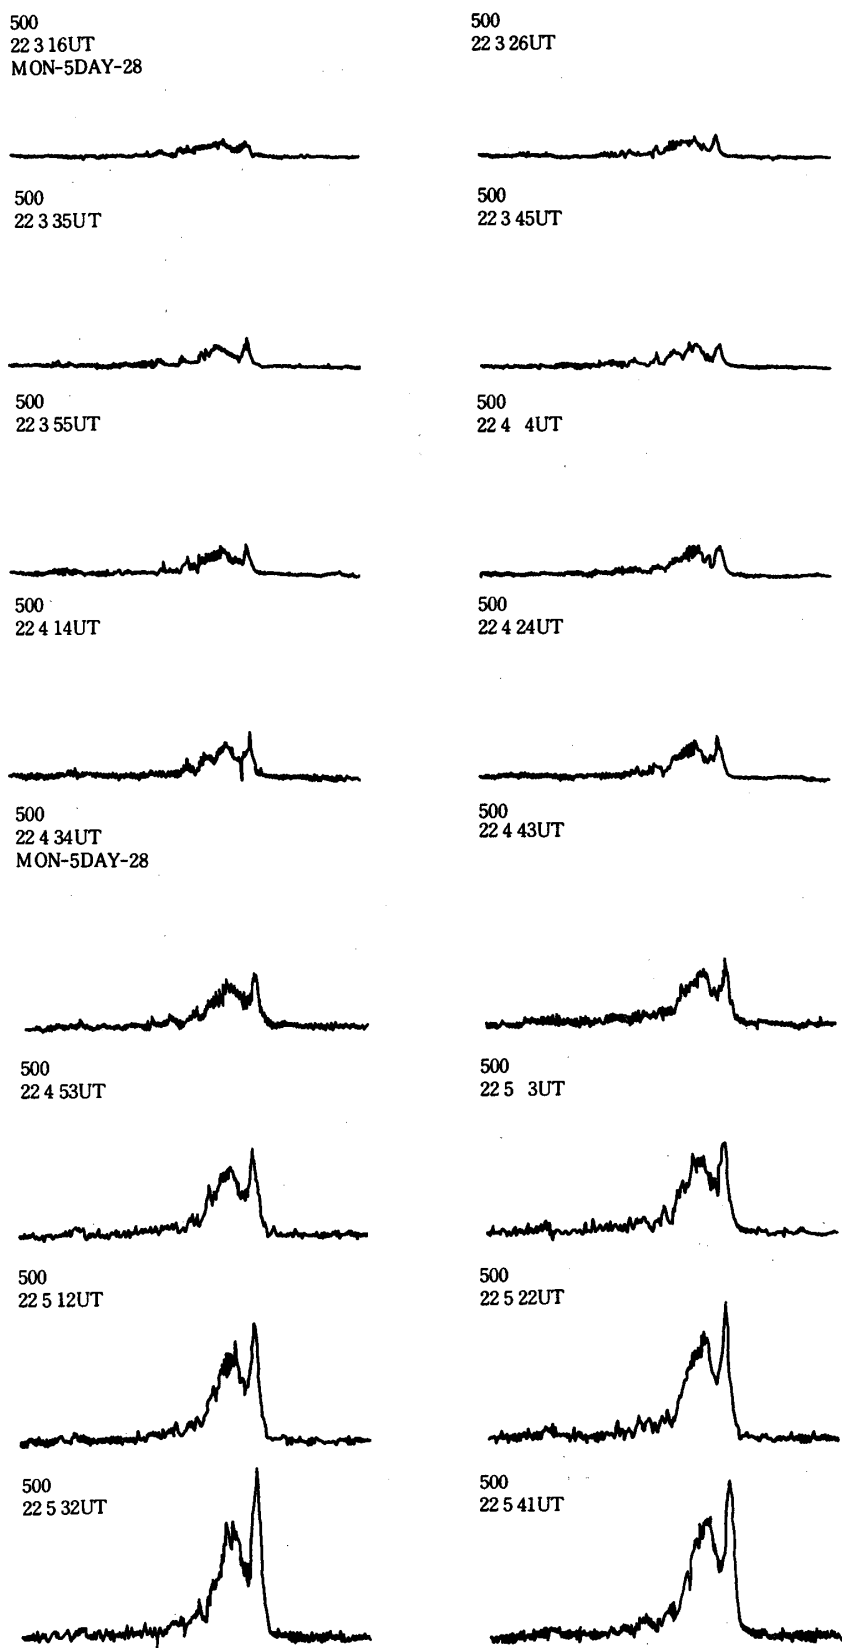 500
22 3 16UT
MON-5DAY-28
500
22 3 26UT
500
22 3 35UT
500
22 3 45UT
500
22 3 55UT
500
22 4 4UT
500
22 4 14UT
500
22 4 24UT
500
22 4 34UT
MON-5DAY-28
500
22 4 43UT
500
22 4 53UT
500
22 5 3UT
500
22 5 12UT
500
22 5 22UT
500
22 5 32UT
500
22 5 41UT